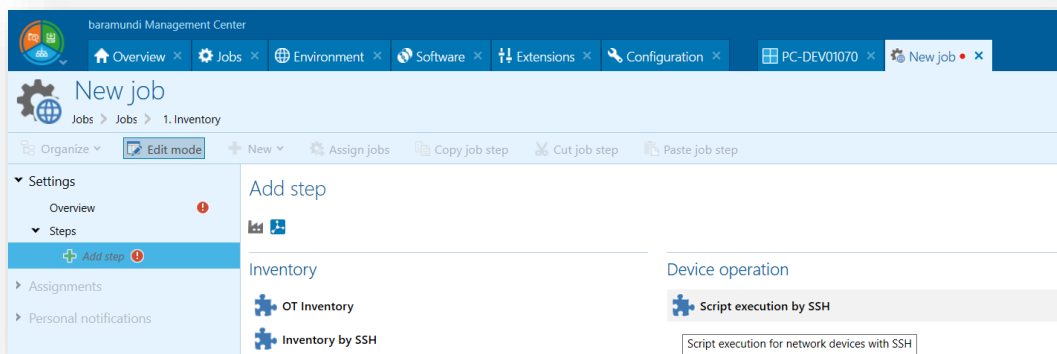 baramundi Management Center
Overview Jobs Environment Software Extensions Configuration PC-DEV01070 New job
New job
Jobs > Jobs > 1. Inventory
Organize Edit mode New Assign jobs Copy job step Cut job step Paste job step
Settings
Overview
Steps
Add step
Assignments
Personal notifications
Add step
Inventory
OT Inventory
Inventory by SSH
Device operation
Script execution by SSH
Script execution for network devices with SSH